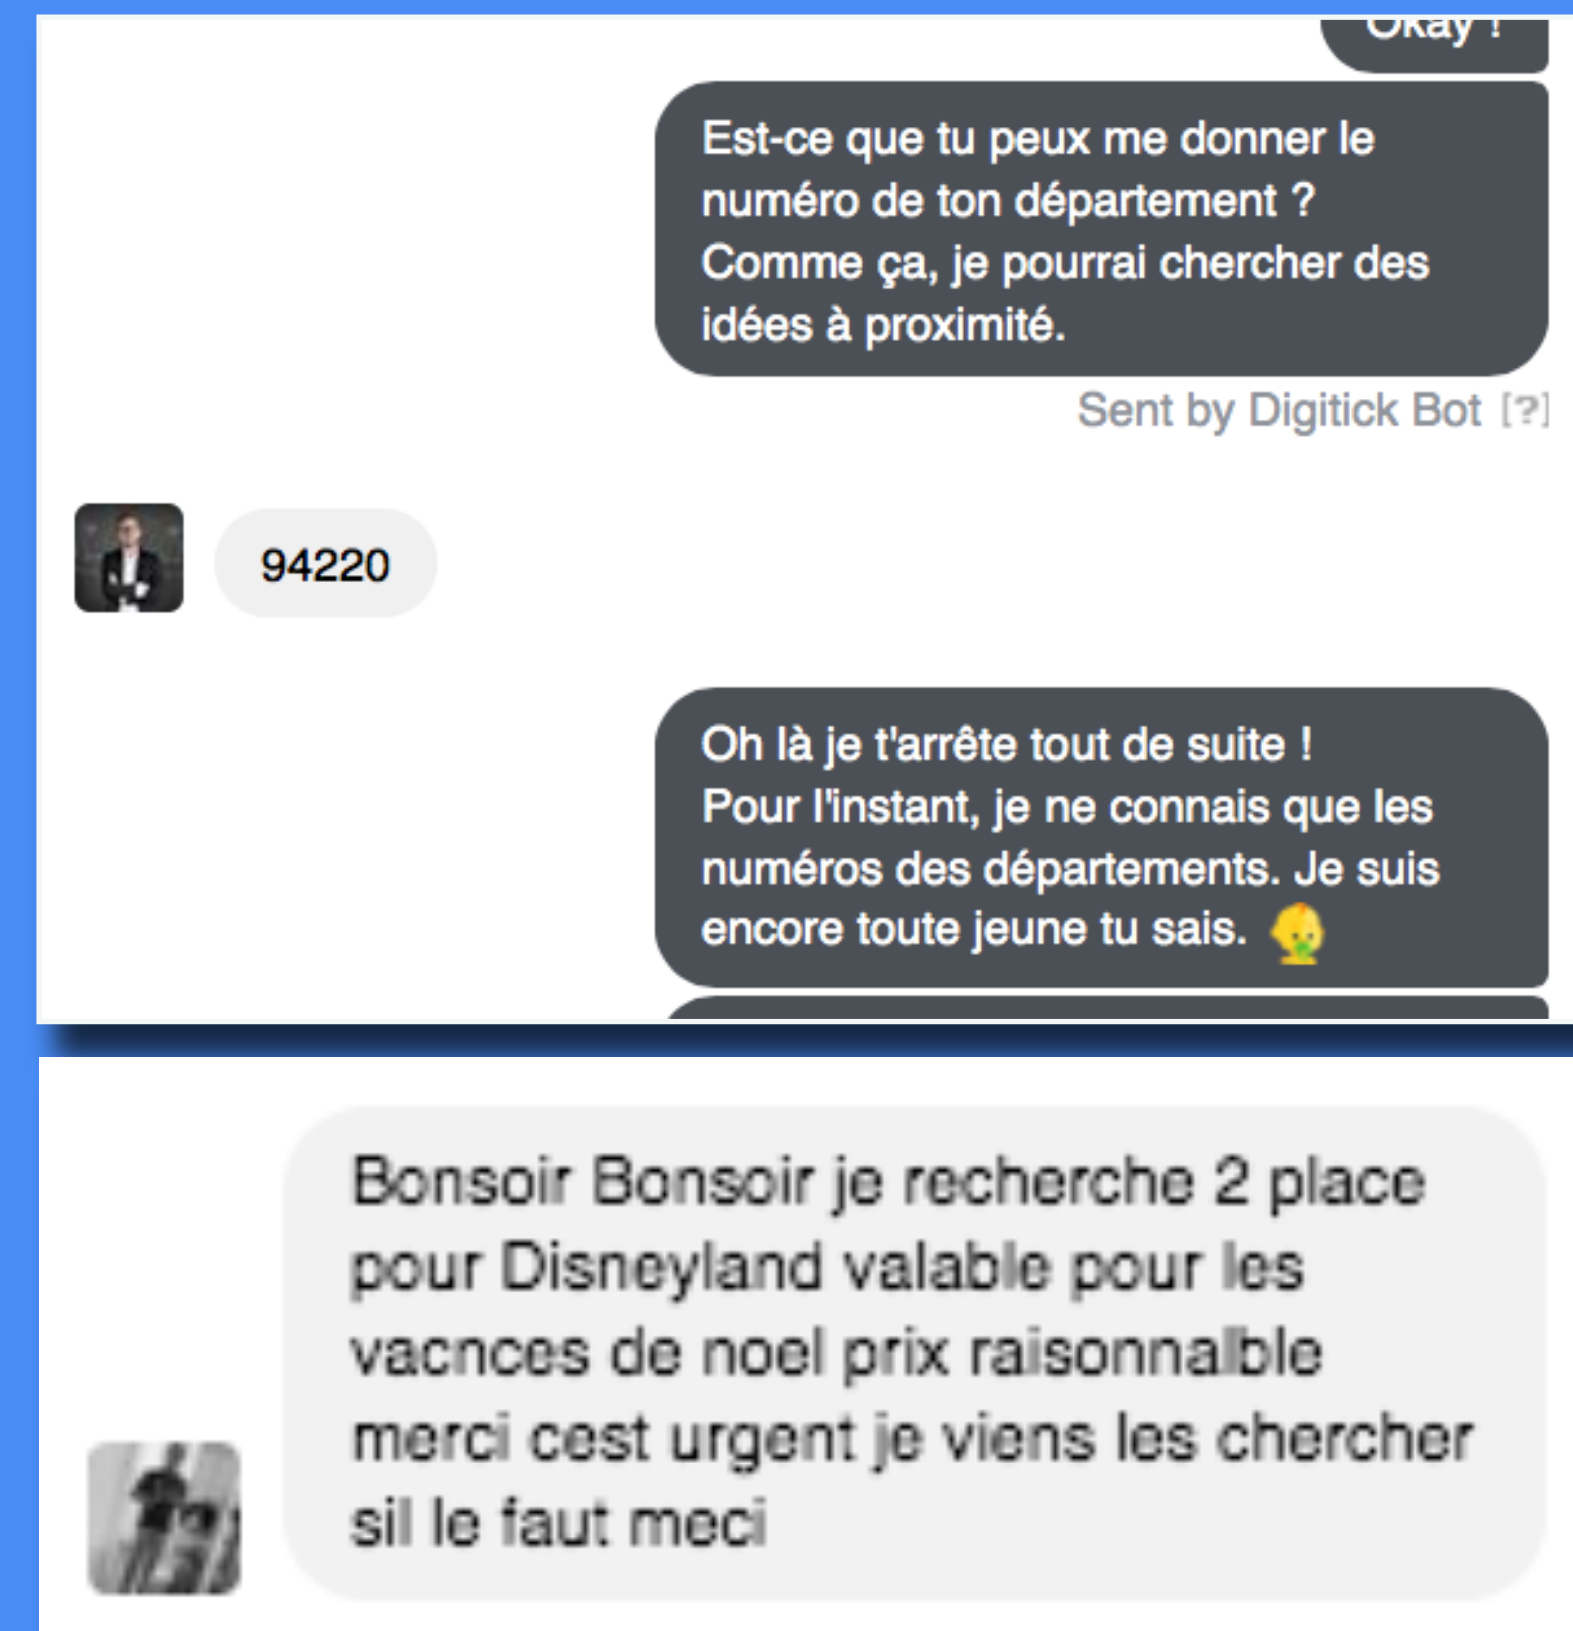 Okay !
Est-ce que tu peux me donner le
numéro de ton département ?
Comme ça, je pourrai chercher des
idées à proximité.
Sent by Digitick Bot [?]
94220
Oh là je t'arrête tout de suite !
Pour l'instant, je ne connais que les
numéros des départements. Je suis
encore toute jeune tu sais.
Bonsoir Bonsoir je recherche 2 place
pour Disneyland valable pour les
vacnces de noel prix raisonnalble
merci cest urgent je viens les chercher
sil le faut meci